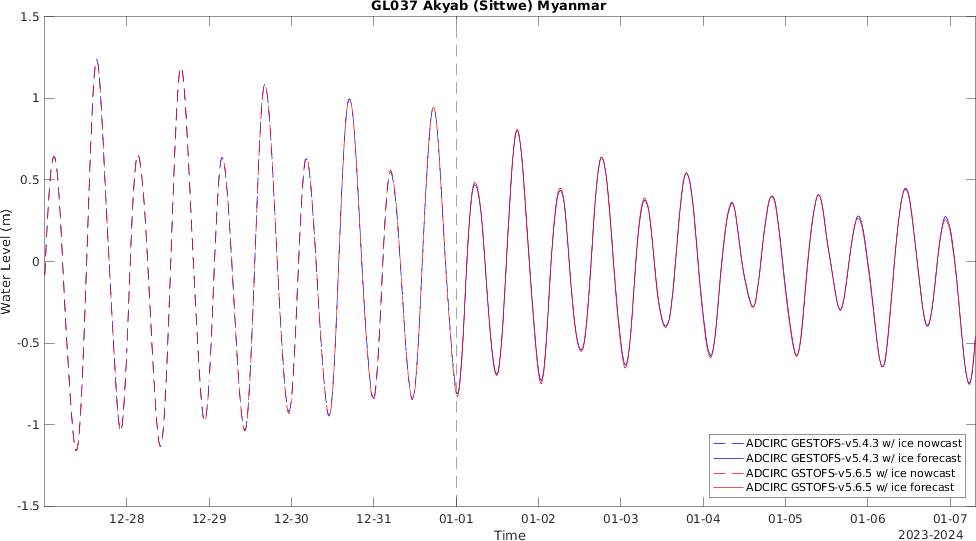 GL037 Akyab (Sittwe) Myanmar
1.5
1
0.5
0
-0.5
-1
-1.5
Water Level (m)
12-28 12-29 12-30 12-31 01-01 01-02 01-03 01-04 01-05 01-06 01-07
Time
2023-2024
ADCIRC GESTOFS-v5.4.3 w/ ice nowcast
ADCIRC GESTOFS-v5.4.3 w/ ice forecast
ADCIRC GSTOFS-v5.6.5 w/ ice nowcast
ADCIRC GSTOFS-v5.6.5 w/ ice forecast